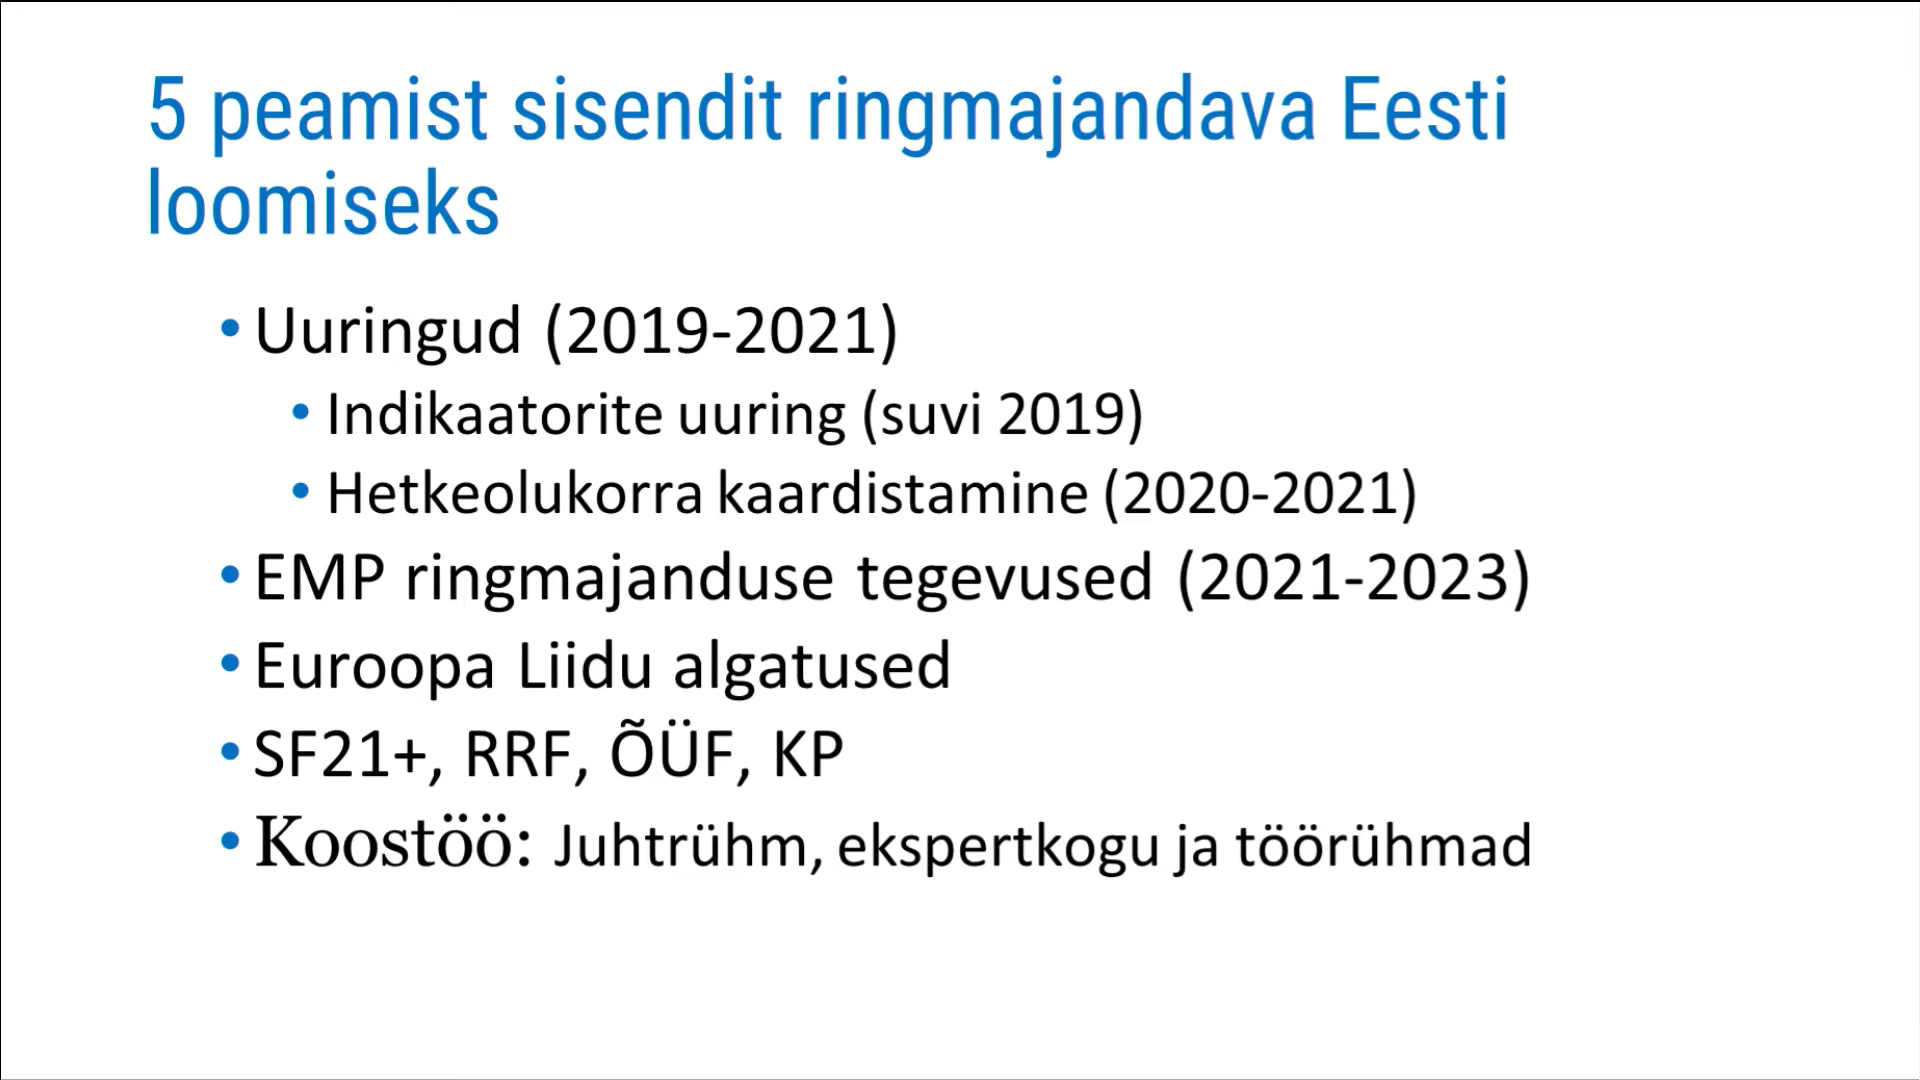 5 peamist sisendit ringmajandava Eesti
loomiseks
• Uuringud (2019-2021)
• Indikaatorite uuring (suvi 2019)
• Hetkeolukorra kaardistamine (2020-2021)
• EMP ringmajanduse tegevused (2021-2023)
• Euroopa Liidu algatused
• SF21+, RRF, ÕÜF, KP
• Koostöö: Juhtrühm, ekspertkogu ja töörühmad